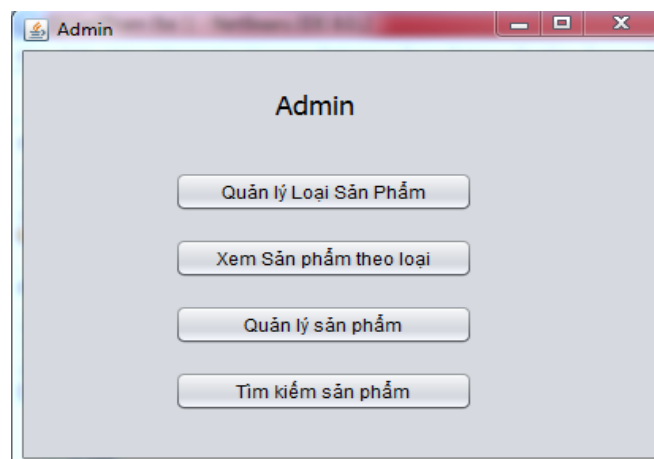 Admin
Admin
Quản lý Loại Sản Phẩm
Xem Sản phẩm theo loại
Quản lý sản phẩm
Tìm kiếm sản phẩm